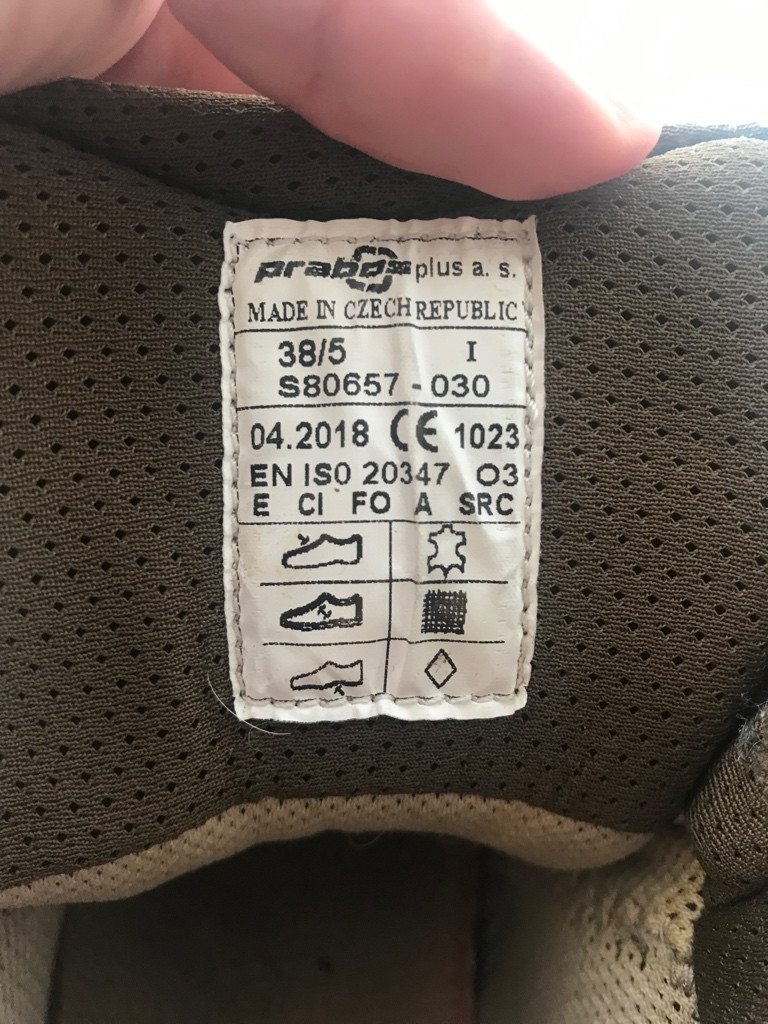 prabos plus a. s.
MADE IN CZECH REPUBLIC
38/5 I
S80657 - 030
04.2018 CE 1023
EN ISO 20347 O3
E CI FO A SRC